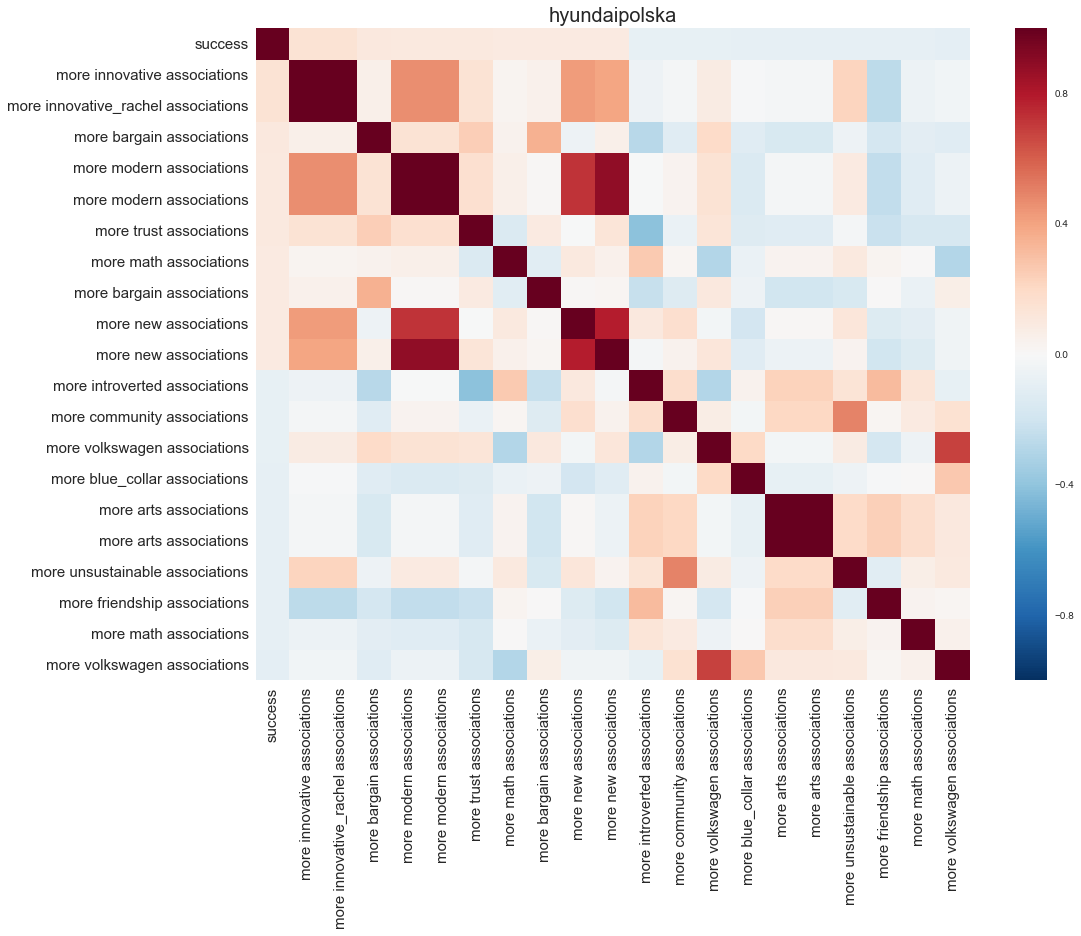 hyundaipolska
success
more innovative associations
more innovative_rachel associations
more bargain associations
more modern associations
more modern associations
more trust associations
more math associations
more bargain associations
more new associations
more new associations
more introverted associations
more community associations
more volkswagen associations
more blue_collar associations
more arts associations
more arts associations
more unsustainable associations
more friendship associations
more math associations
more volkswagen associations
0.8
0.4
0.0
−0.4
−0.8
success
more innovative associations
more innovative_rachel associations
more bargain associations
more modern associations
more modern associations
more trust associations
more math associations
more bargain associations
more new associations
more new associations
more introverted associations
more community associations
more volkswagen associations
more blue_collar associations
more arts associations
more arts associations
more unsustainable associations
more friendship associations
more math associations
more volkswagen associations